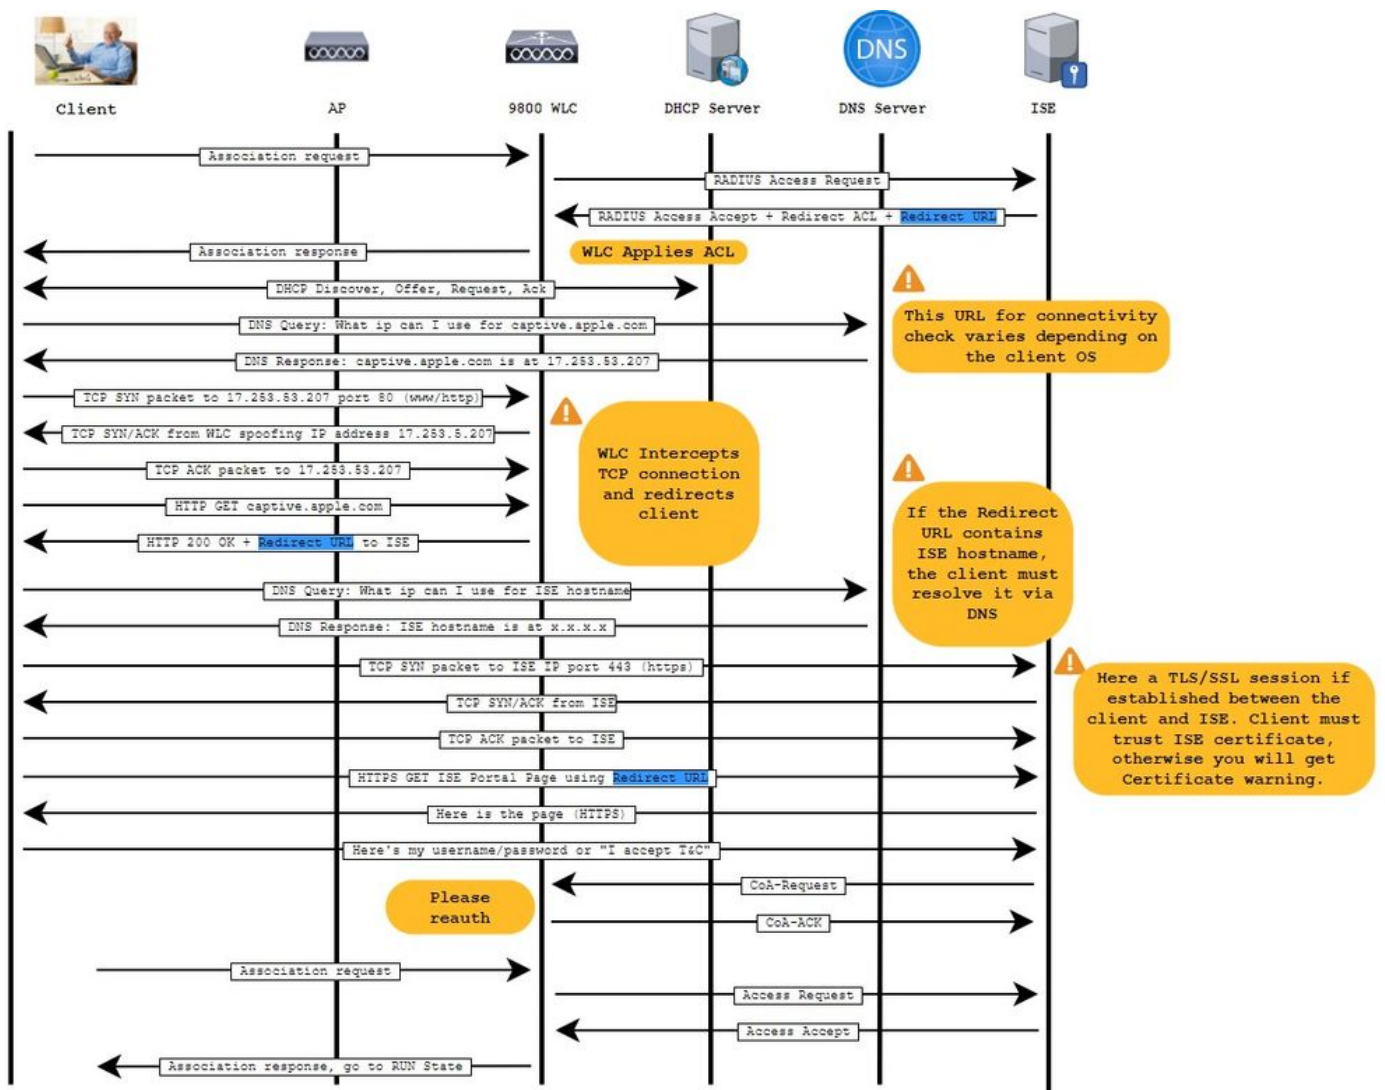 DNS
Client
AP
9800 WLC
DHCP Server
DNS Server
ISE
Association request
RADIUS Access Request
RADIUS Access Accept + Redirect ACL + Redirect URL
Association response
WLC Applies ACL
DHCP Discover, Offer, Request, Ack
DNS Query: What ip can I use for captive.apple.com
This URL for connectivity
check varies depending on
the client OS
DNS Response: captive.apple.com is at 17.253.53.207
TCP SYN packet to 17.253.53.207 port 80 (www/http)
TCP SYN/ACK from WLC spoofing IP address 17.253.5.207
WLC Intercepts
TCP connection
and redirects
client
TCP ACK packet to 17.253.53.207
HTTP GET captive.apple.com
HTTP 200 OK + Redirect URL to ISE
If the Redirect
URL contains
ISE hostname,
the client must
resolve it via
DNS
DNS Query: What ip can I use for ISE hostname
DNS Response: ISE hostname is at x.x.x.x
TCP SYN packet to ISE IP port 443 (https)
TCP SYN/ACK from ISE
Here a TLS/SSL session if
established between the
client and ISE. Client must
trust ISE certificate,
otherwise you will get
Certificate warning.
TCP ACK packet to ISE
HTTPS GET ISE Portal Page using Redirect URL
Here is the page (HTTPS)
Here's my username/password or "I accept T&C"
CoA-Request
Please
reauth
CoA-ACK
Association request
Access Request
Access Accept
Association response, go to RUN State